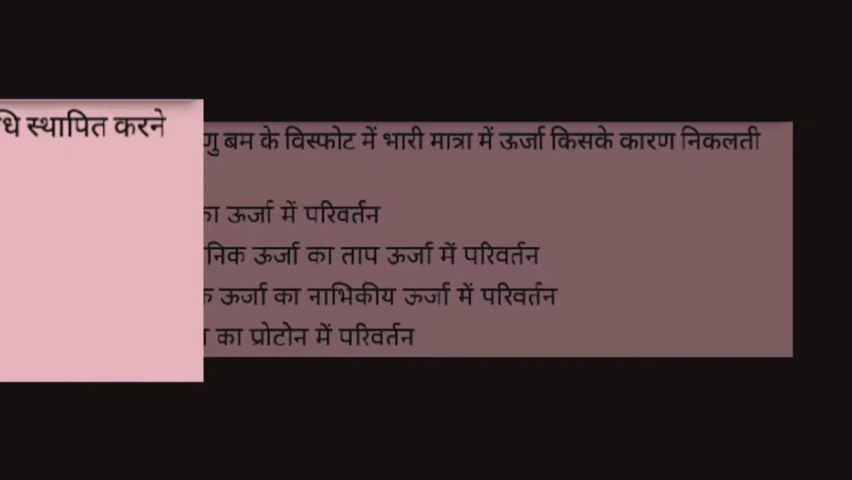 स्थापित करने
बम के विस्फोट में भारी मात्रा में ऊर्जा किसके कारण निकलती
ऊर्जा में परिवर्तन
ऊर्जा का ताप ऊर्जा में परिवर्तन
ऊर्जा का नाभिकीय ऊर्जा में परिवर्तन
का प्रोटोन में परिवर्तन